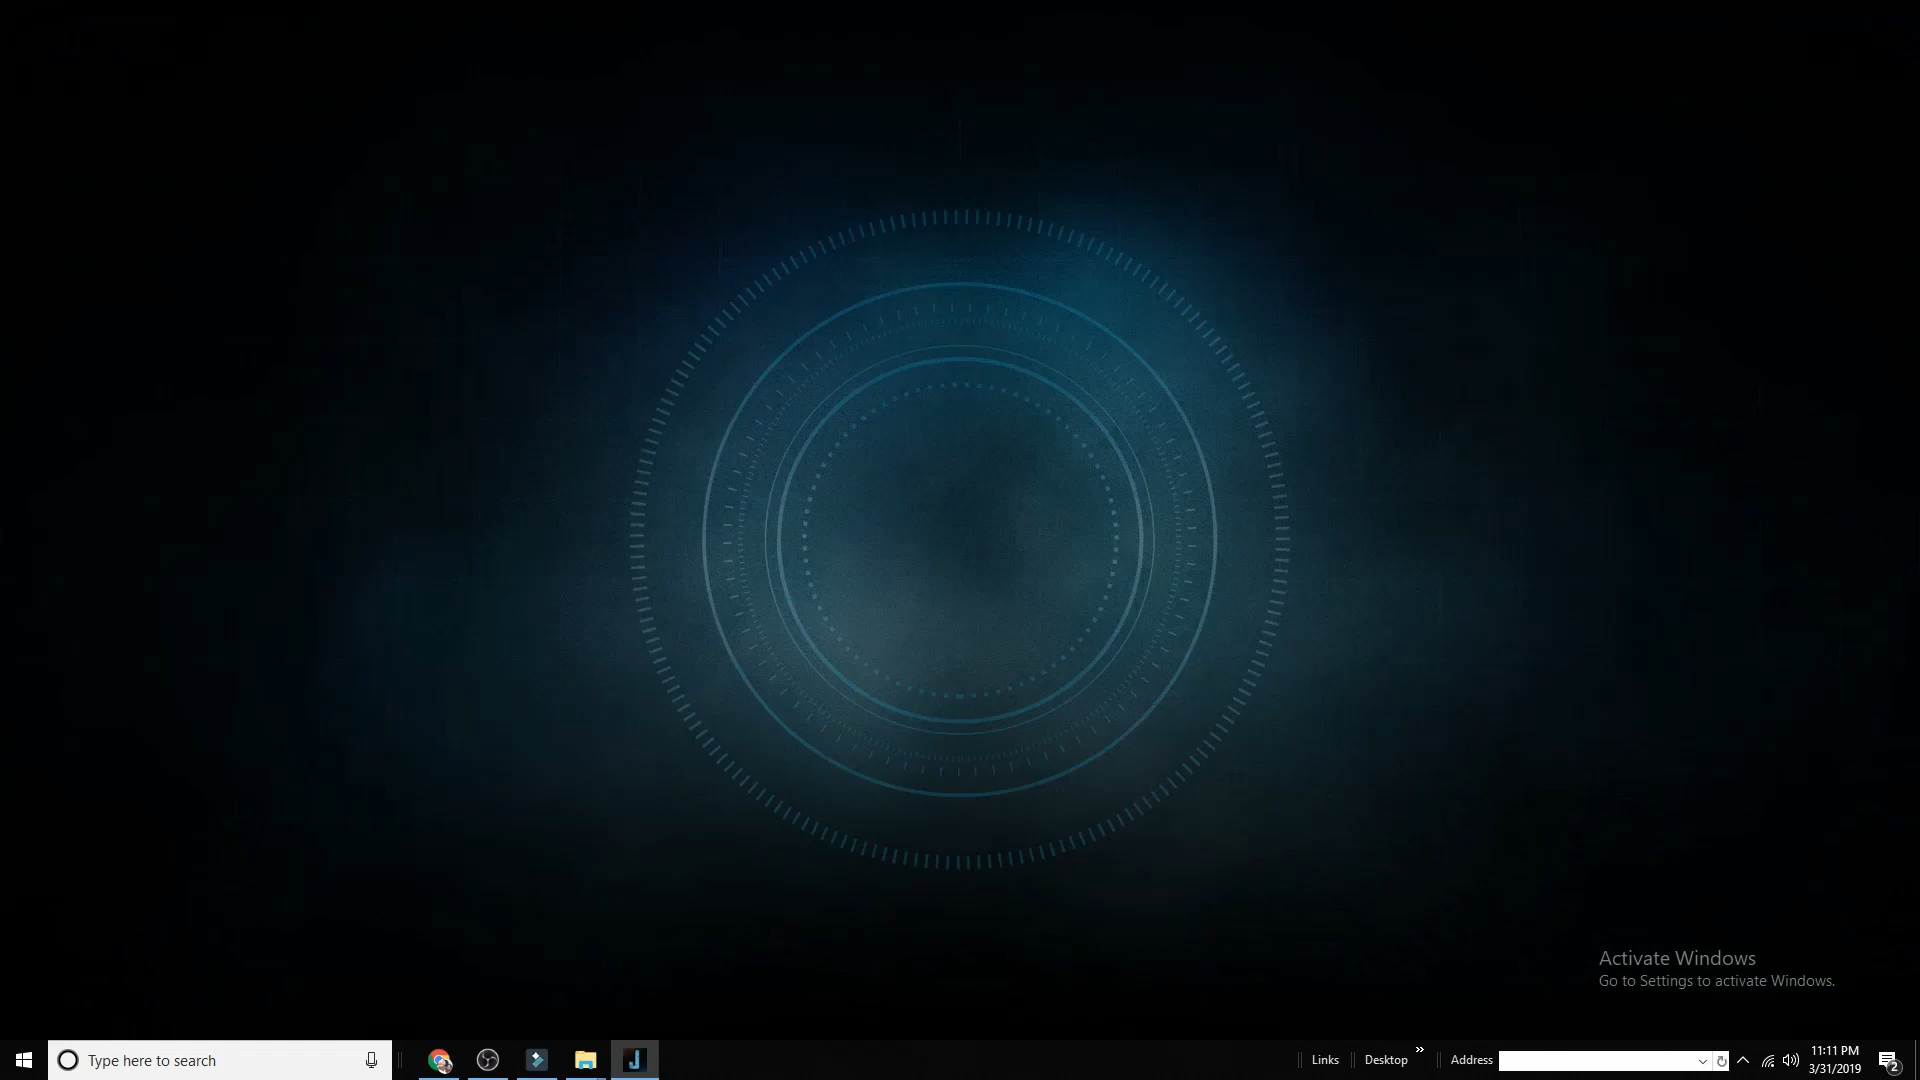 Activate Windows
Go to Settings to activate Windows.
Type here to search
J
Links
Desktop
Address
11:11 PM
3/31/2019
2